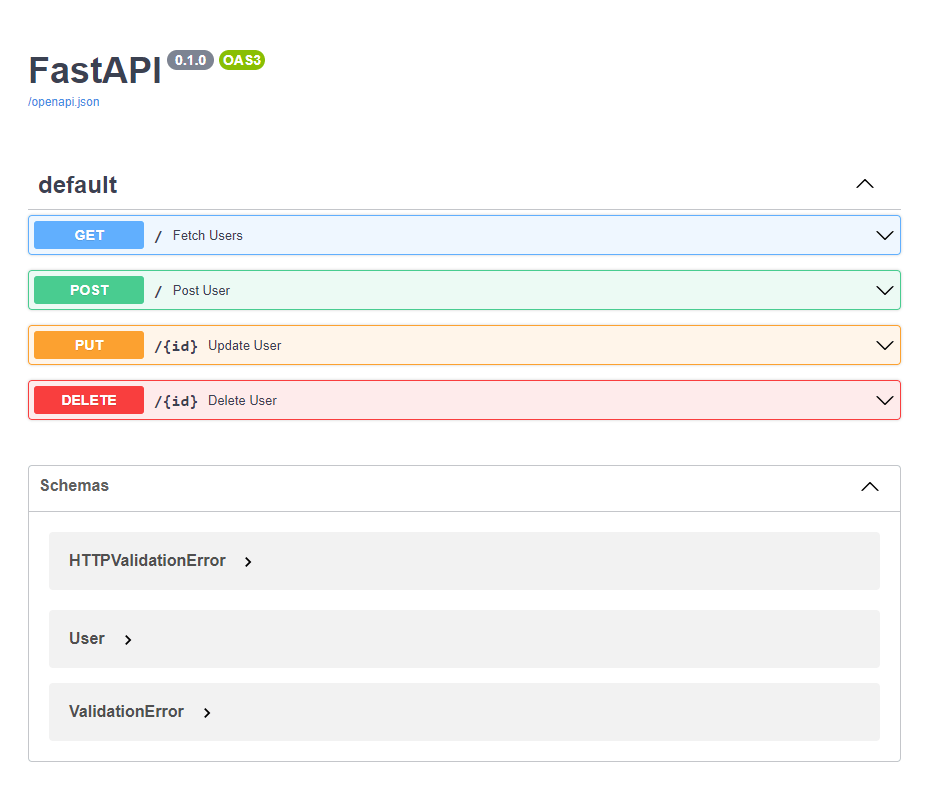 FastAPI 0.1.0 OAS3
/openapi.json
default
GET / Fetch Users
POST / Post User
PUT /{id} Update User
DELETE /{id} Delete User
Schemas
HTTPValidationError
User
ValidationError